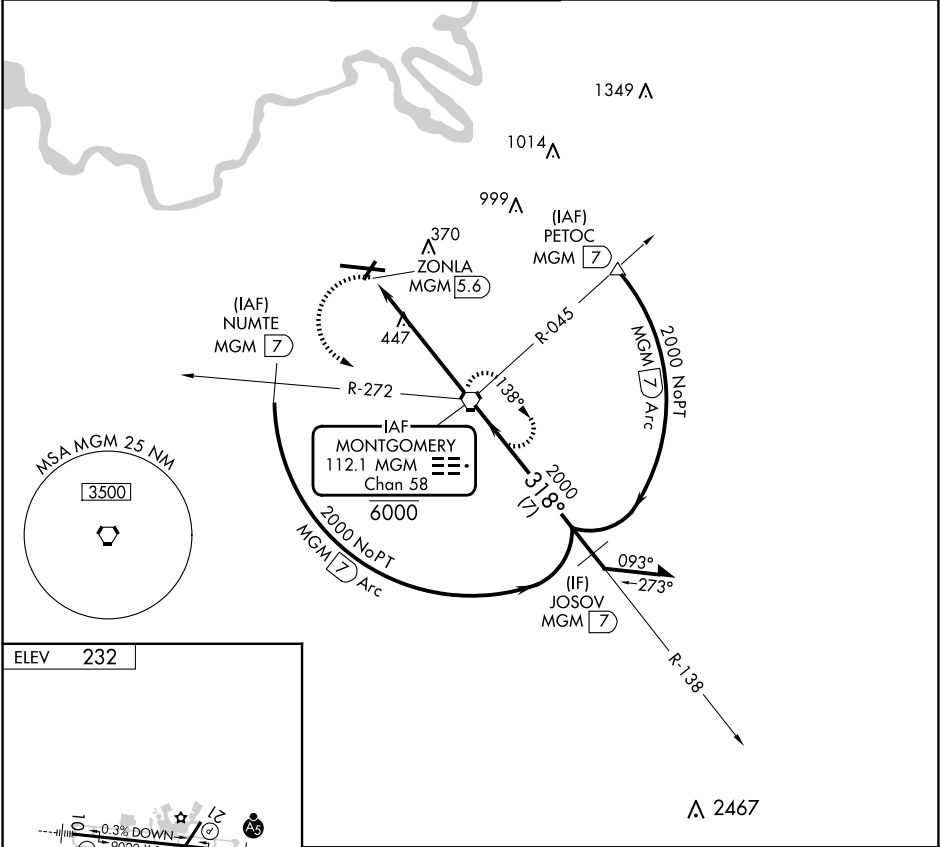 1349
1014
999
(IAF)
PETOC
MGM 7
370
ZONLA
MGM 5.6
(IAF)
NUMTE
MGM 7
447
R-045
2000 NoPT
MGM 7 Arc
R-272
138°
IAF
MONTGOMERY
112.1 MGM
Chan 58
6000
MSA MGM 25 NM
3500
2000
318°
(7)
2000 NoPT
MGM 7 Arc
093°
273°
(IF)
JOSOV
MGM 7
R-138
ELEV 232
2467
10
0.3% DOWN
21
P
A5